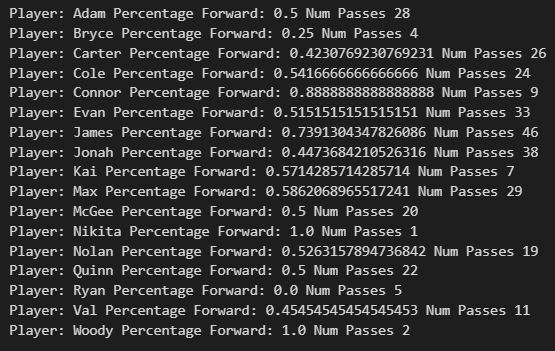 Player: Adam Percentage Forward: 0.5 Num Passes 28
Player: Bryce Percentage Forward: 0.25 Num Passes 4
Player: Carter Percentage Forward: 0.4230769230769231 Num Passes 26
Player: Cole Percentage Forward: 0.5416666666666666 Num Passes 24
Player: Connor Percentage Forward: 0.8888888888888888 Num Passes 9
Player: Evan Percentage Forward: 0.5151515151515151 Num Passes 33
Player: James Percentage Forward: 0.7391304347826086 Num Passes 46
Player: Jonah Percentage Forward: 0.4473684210526316 Num Passes 38
Player: Kai Percentage Forward: 0.5714285714285714 Num Passes 7
Player: Max Percentage Forward: 0.5862068965517241 Num Passes 29
Player: McGee Percentage Forward: 0.5 Num Passes 20
Player: Nikita Percentage Forward: 1.0 Num Passes 1
Player: Nolan Percentage Forward: 0.5263157894736842 Num Passes 19
Player: Quinn Percentage Forward: 0.5 Num Passes 22
Player: Ryan Percentage Forward: 0.0 Num Passes 5
Player: Val Percentage Forward: 0.45454545454545453 Num Passes 11
Player: Woody Percentage Forward: 1.0 Num Passes 2